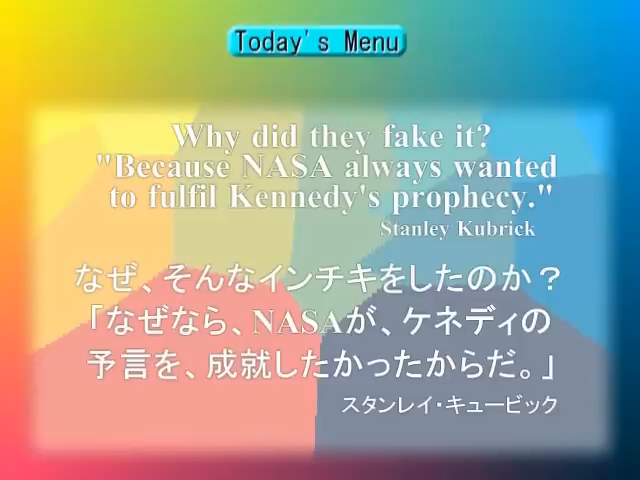 Today's Menu
Why did they fake it?
"Because NASA always wanted
to fulfil Kennedy's prophecy."
Stanley Kubrick
なぜ、そんなインチキをしたのか？
「なぜなら、NASAが、ケネディの
予言を、成就したかったからだ。」
スタンレイ・キュービック